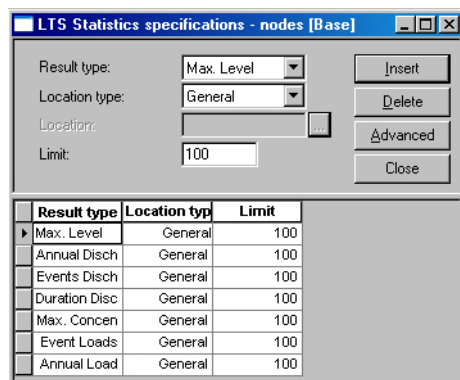 LTS Statistics specifications - nodes [Base]
Result type: Max. Level Insert
Location type: General Delete
Location: ... Advanced
Limit: 100 Close
Result type Location typ Limit
Max. Level General 100
Annual Disch General 100
Events Disch General 100
Duration Disc General 100
Max. Concen General 100
Event Loads General 100
Annual Load General 100